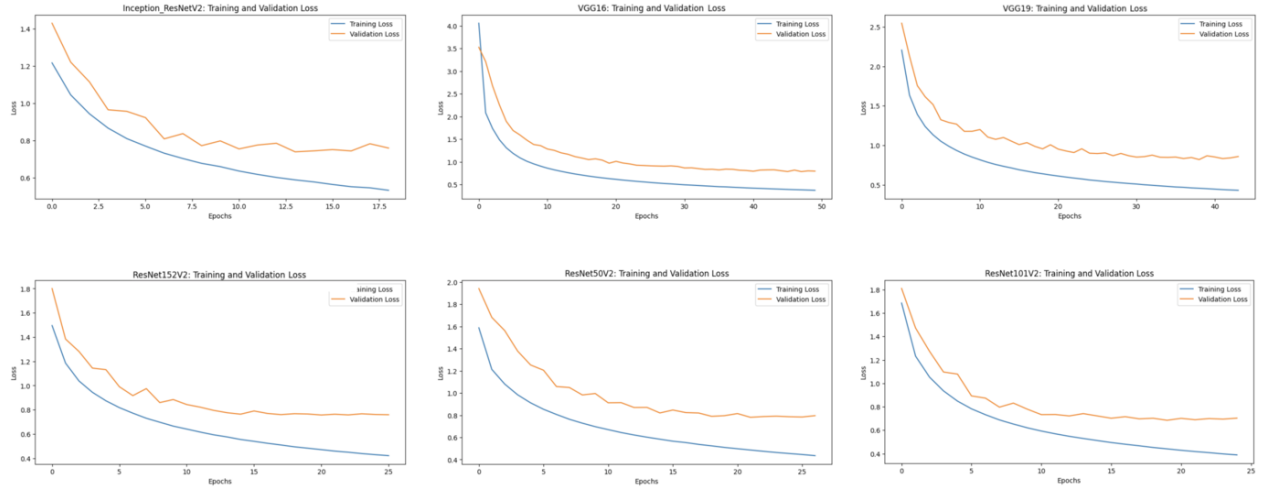 Inception_ResNetV2: Training and Validation Loss
Training Loss
Validation Loss
1.4
1.2
1.0
0.8
0.6
Loss
0.0 2.5 5.0 7.5 10.0 12.5 15.0 17.5
Epochs
VGG16: Training and Validation Loss
Training Loss
Validation Loss
4.0
3.5
3.0
2.5
2.0
1.5
1.0
0.5
Loss
0 10 20 30 40 50
Epochs
VGG19: Training and Validation Loss
Training Loss
Validation Loss
2.5
2.0
1.5
1.0
0.5
Loss
0 10 20 30 40
Epochs
ResNet152V2: Training and Validation Loss
ining Loss
Validation Loss
1.8
1.6
1.4
1.2
1.0
0.8
0.6
0.4
Loss
0 5 10 15 20 25
Epochs
ResNet50V2: Training and Validation Loss
Training Loss
Validation Loss
2.0
1.8
1.6
1.4
1.2
1.0
0.8
0.6
0.4
Loss
0 5 10 15 20 25
Epochs
ResNet101V2: Training and Validation Loss
Training Loss
Validation Loss
1.8
1.6
1.4
1.2
1.0
0.8
0.6
0.4
Loss
0 5 10 15 20 25
Epochs